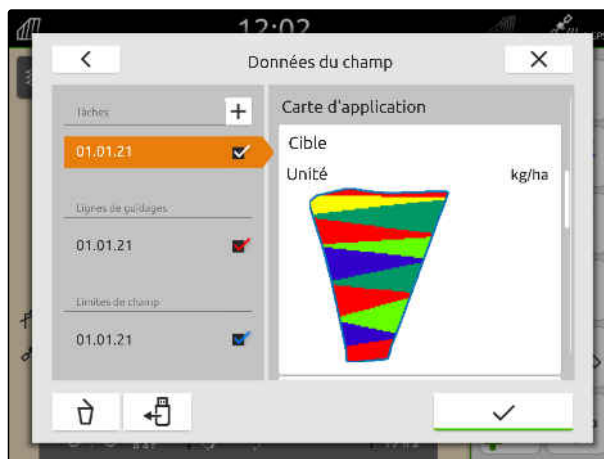 12:02
Données du champ
Tâches
01.01.21
Lignes de guidages
01.01.21
Limites de champ
01.01.21
Carte d'application
Cible
Unité kg/ha